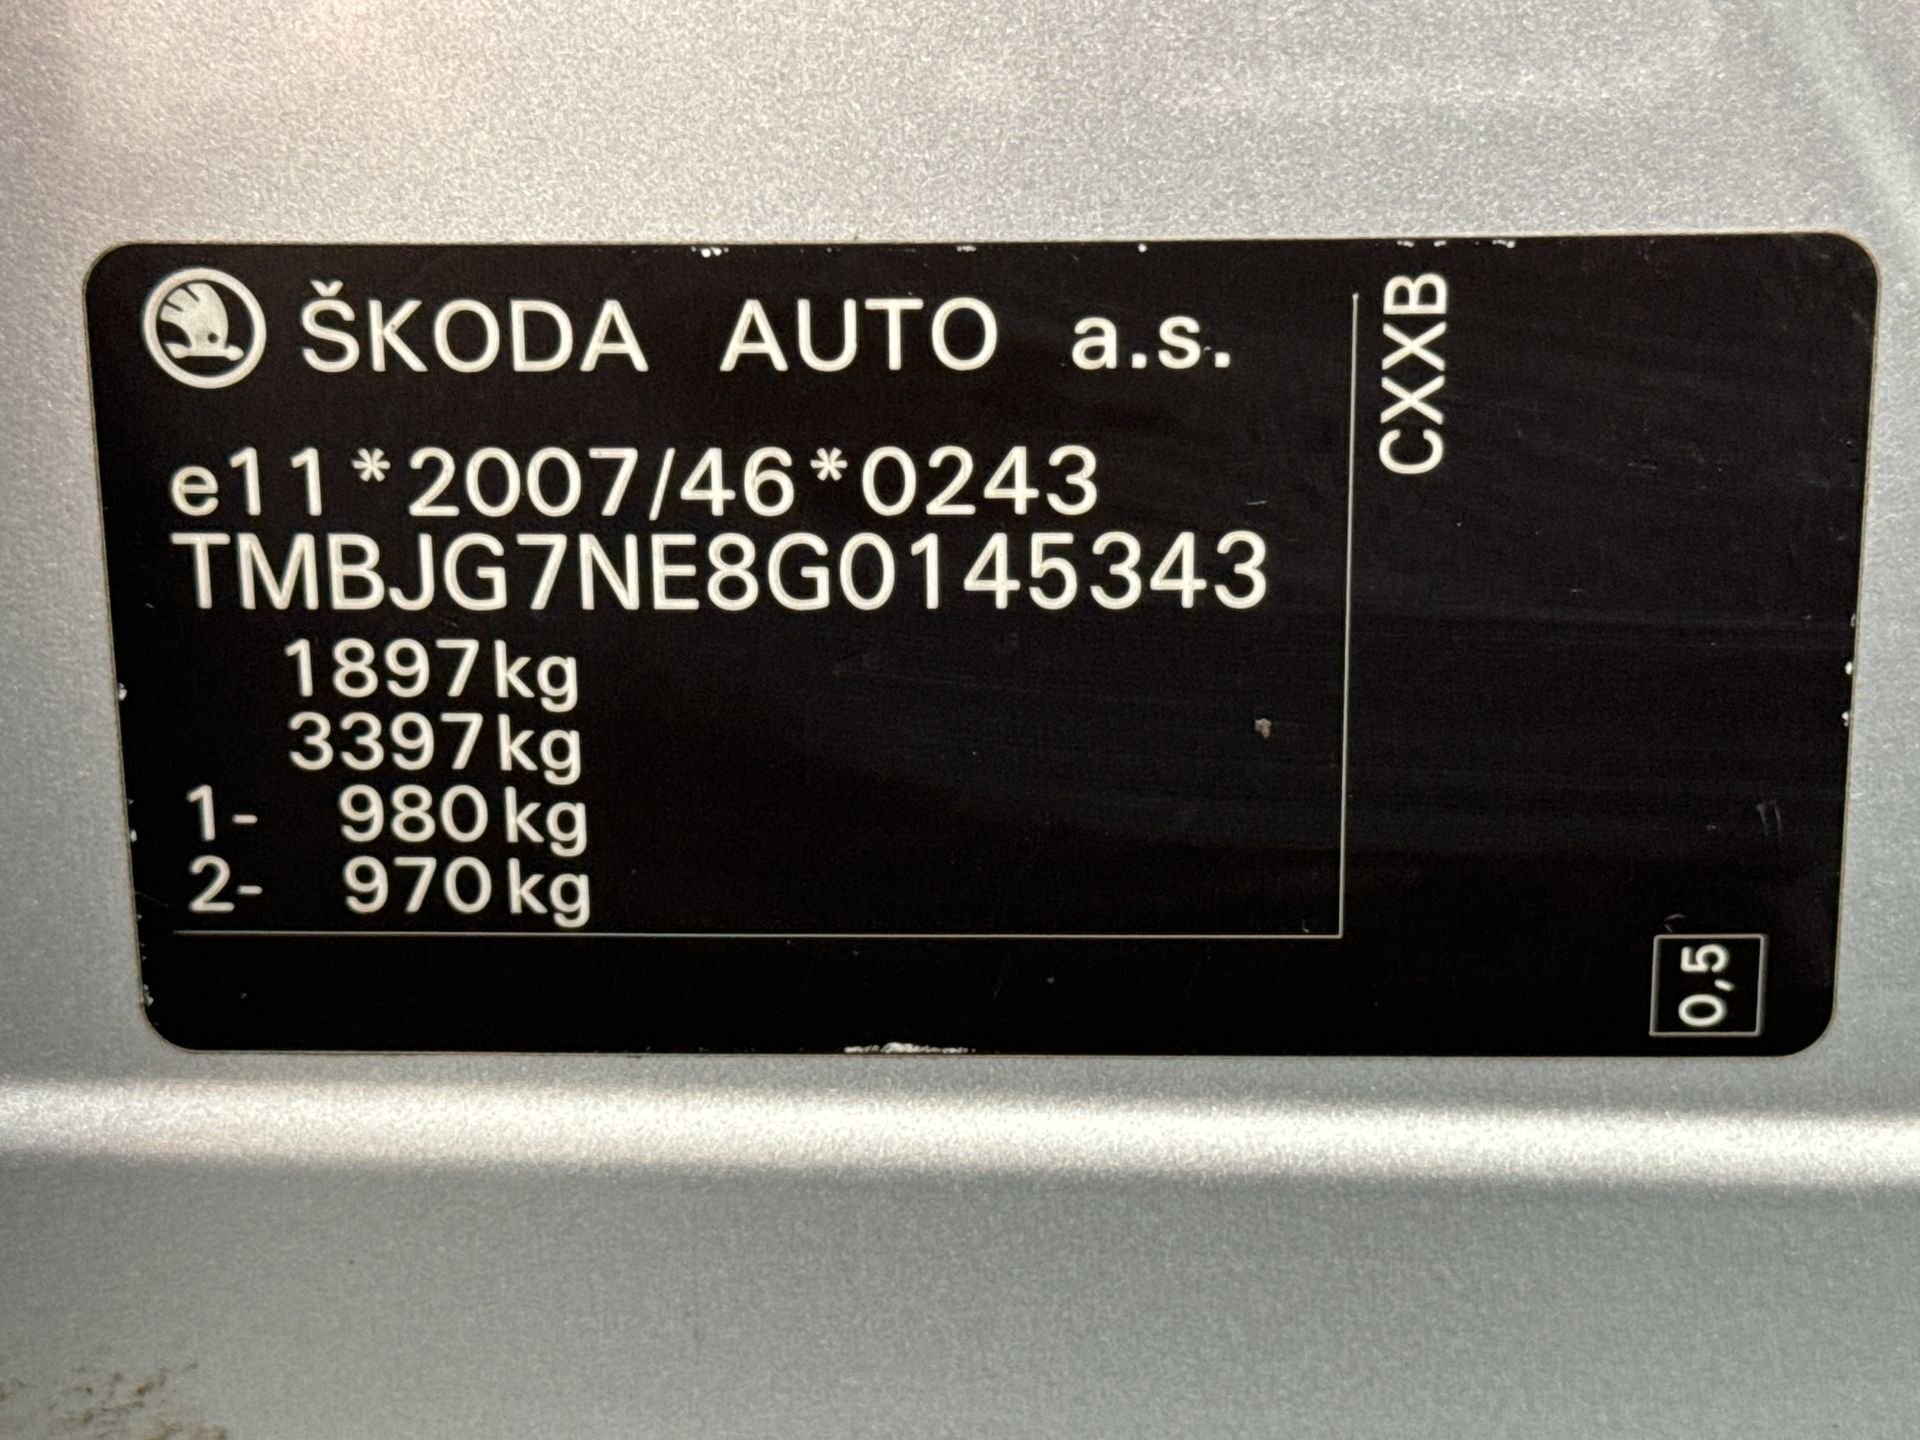 ŠKODA AUTO a.s.
e11*2007/46*0243
TMBJG7NE8G0145343
1897kg
3397kg
1- 980kg
2- 970kg
CXXB
0,5